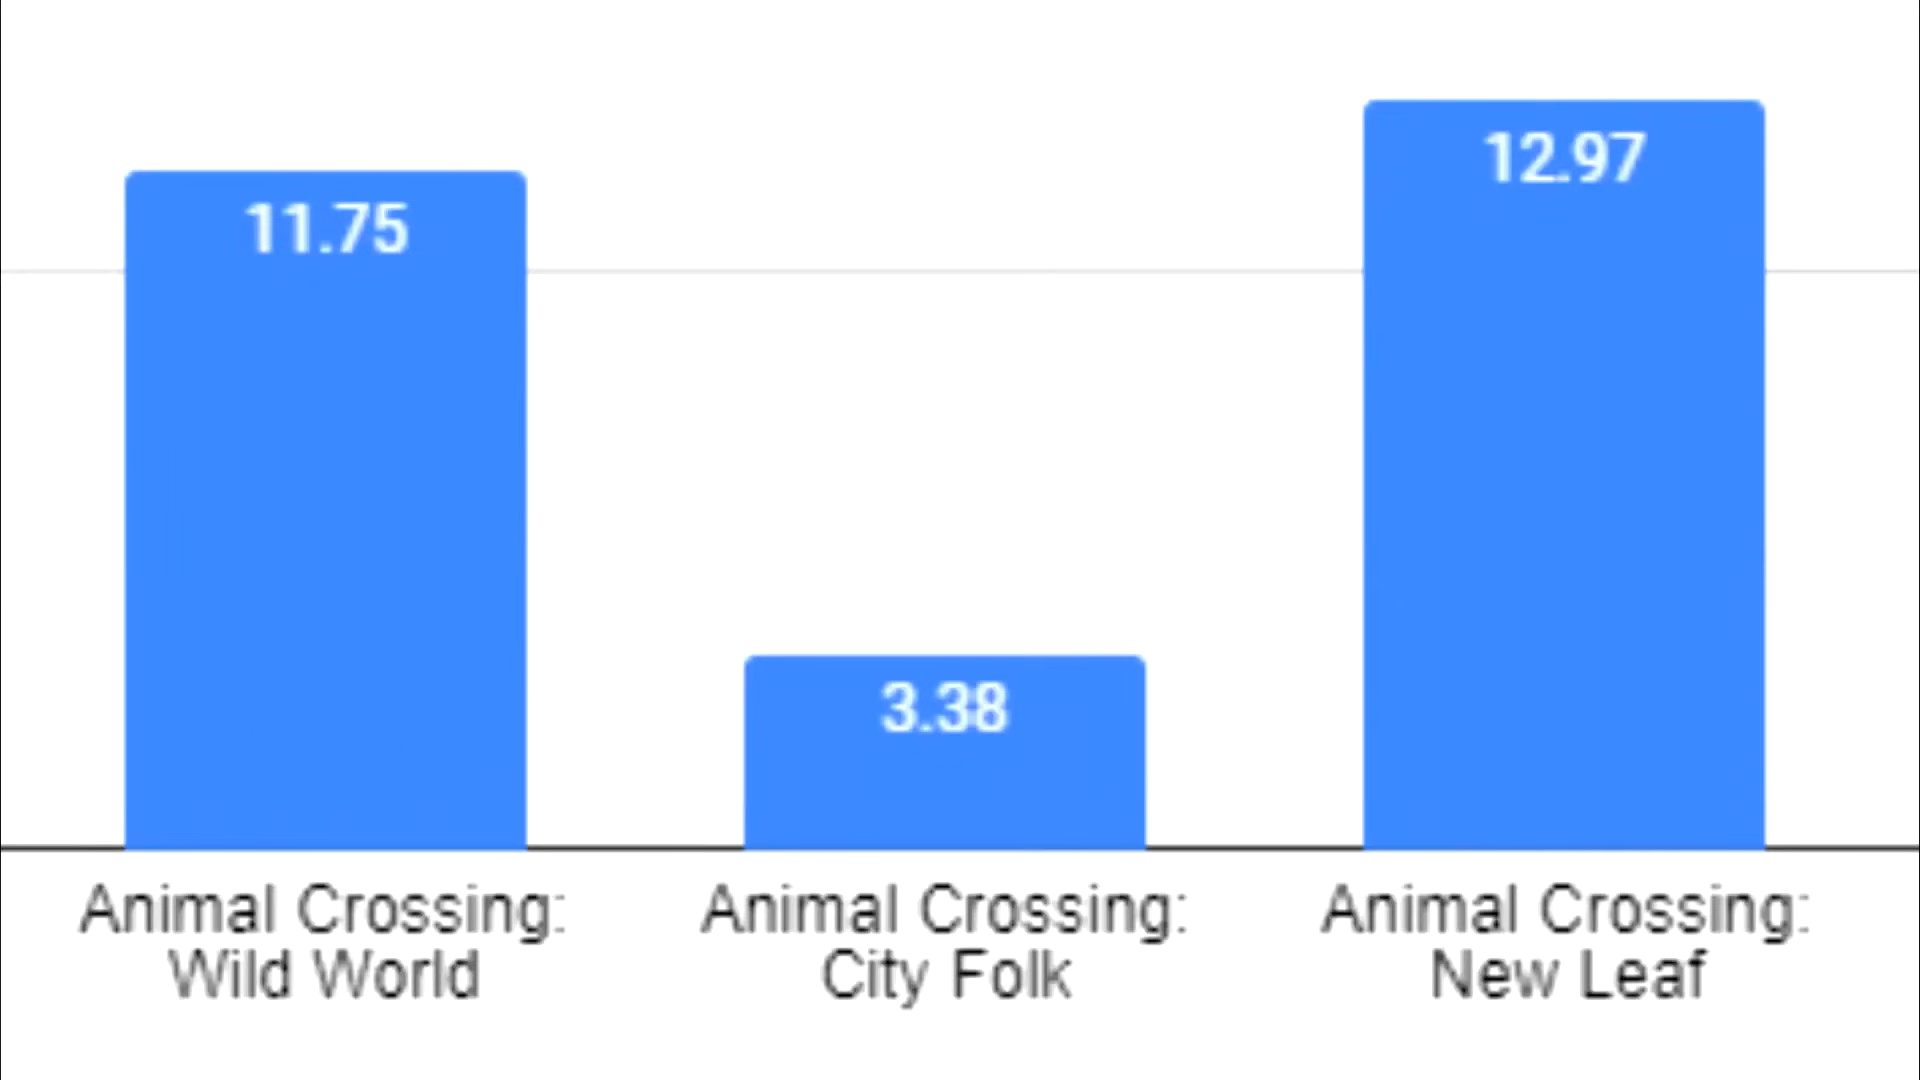 12.97
11.75
3.38
Animal Crossing:
Wild World
Animal Crossing:
City Folk
Animal Crossing:
New Leaf